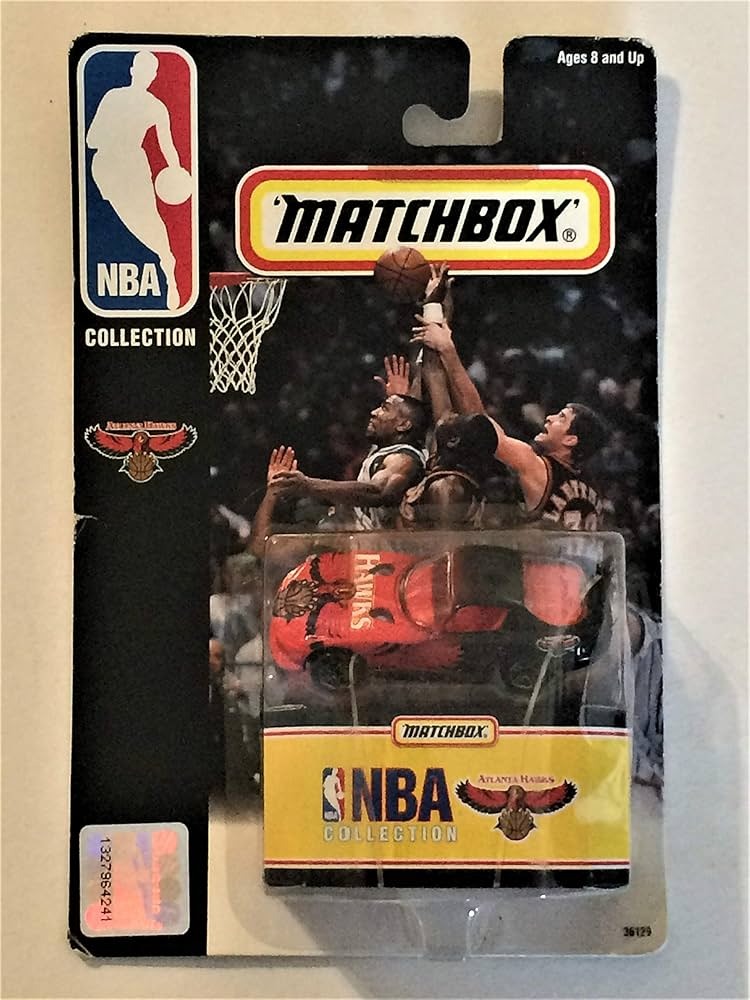 Ages 8 and Up
NBA
COLLECTION
'MATCHBOX'®
ATLANTA HAWKS
HAWKS
'MATCHBOX'
NBA
COLLECTION
ATLANTA HAWKS
1327964241
36129